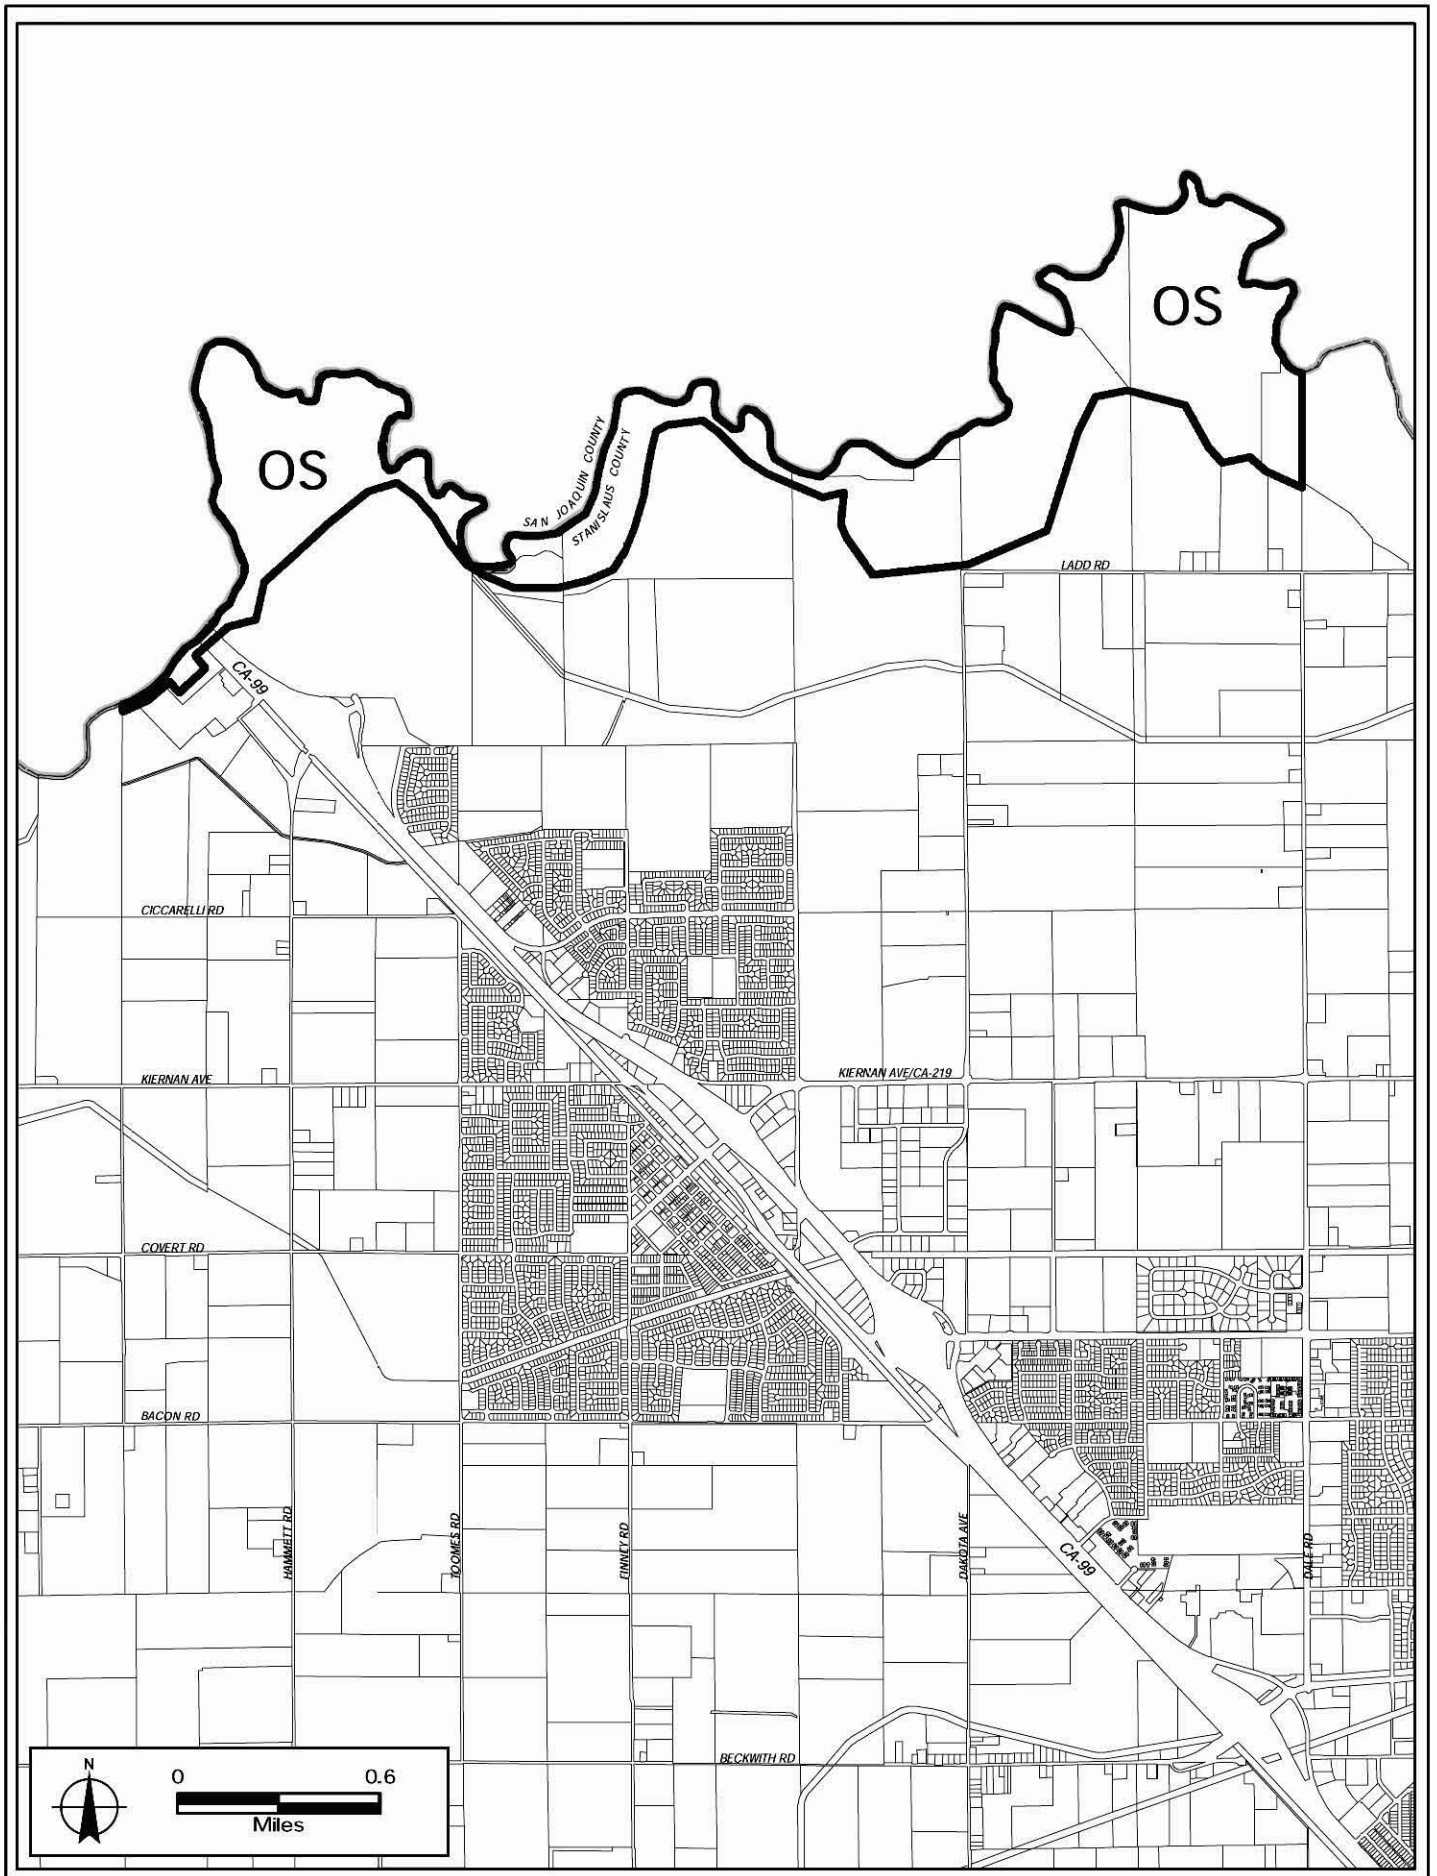 OS
OS
SAN JOAQUIN COUNTY
STANISLAUS COUNTY
LADD RD
CA-99
CICCARELLI RD
KIERNAN AVE
KIERNAN AVE/CA-219
COVERT RD
BACON RD
HAMMETT RD
TOOMES RD
FINNEY RD
DAKOTA AVE
CA-99
DALE RD
BECKWITH RD
N
0 0.6
Miles